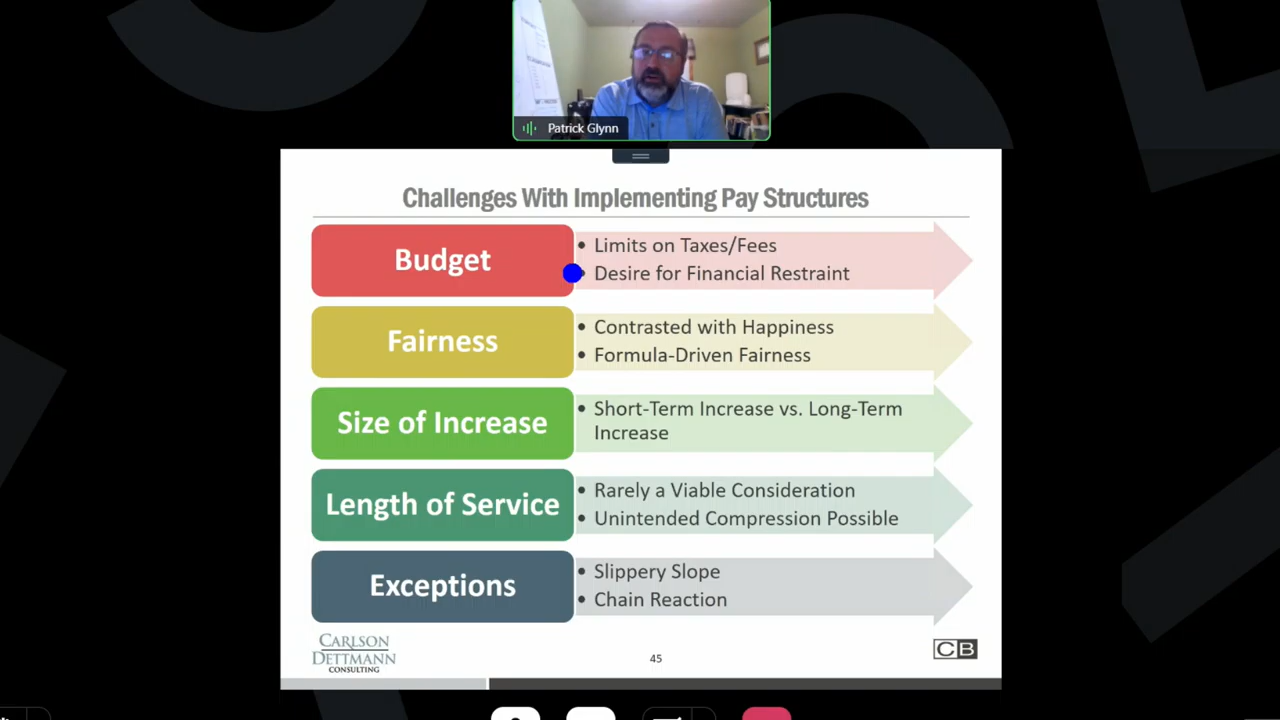 Patrick Glynn
Challenges With Implementing Pay Structures
Budget
• Limits on Taxes/Fees
• Desire for Financial Restraint
Fairness
• Contrasted with Happiness
• Formula-Driven Fairness
Size of Increase
• Short-Term Increase vs. Long-Term
Increase
Length of Service
• Rarely a Viable Consideration
• Unintended Compression Possible
Exceptions
• Slippery Slope
• Chain Reaction
CARLSON
DETTMANN
CONSULTING
45
CB